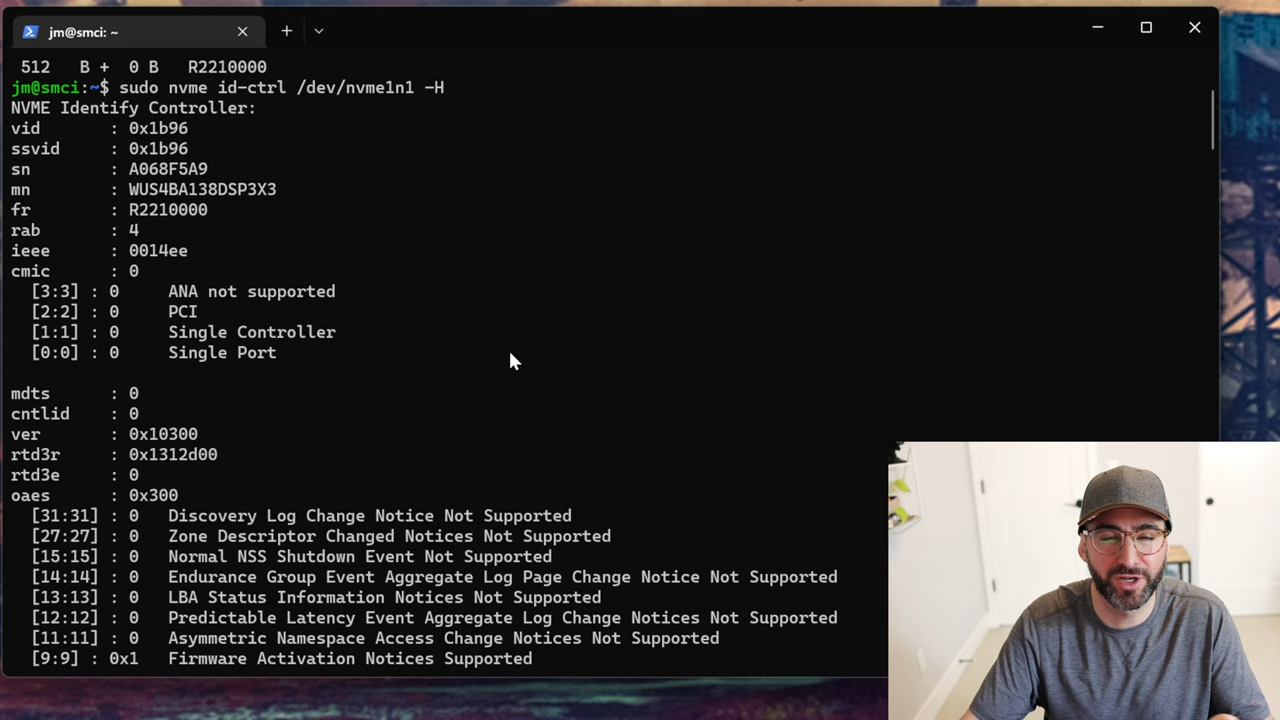 jm@smci: ~
512 B + 0 B R2210000
jm@smci:~$ sudo nvme id-ctrl /dev/nvme1n1 -H
NVME Identify Controller:
vid : 0x1b96
ssvid : 0x1b96
sn : A068F5A9
mn : WUS4BA138DSP3X3
fr : R2210000
rab : 4
ieee : 0014ee
cmic : 0
[3:3] : 0 ANA not supported
[2:2] : 0 PCI
[1:1] : 0 Single Controller
[0:0] : 0 Single Port
mdts : 0
cntlid : 0
ver : 0x10300
rtd3r : 0x1312d00
rtd3e : 0
oaes : 0x300
[31:31] : 0 Discovery Log Change Notice Not Supported
[27:27] : 0 Zone Descriptor Changed Notices Not Supported
[15:15] : 0 Normal NSS Shutdown Event Not Supported
[14:14] : 0 Endurance Group Event Aggregate Log Page Change Notice Not Supported
[13:13] : 0 LBA Status Information Notices Not Supported
[12:12] : 0 Predictable Latency Event Aggregate Log Change Notices Not Supported
[11:11] : 0 Asymmetric Namespace Access Change Notices Not Supported
[9:9] : 0x1 Firmware Activation Notices Supported